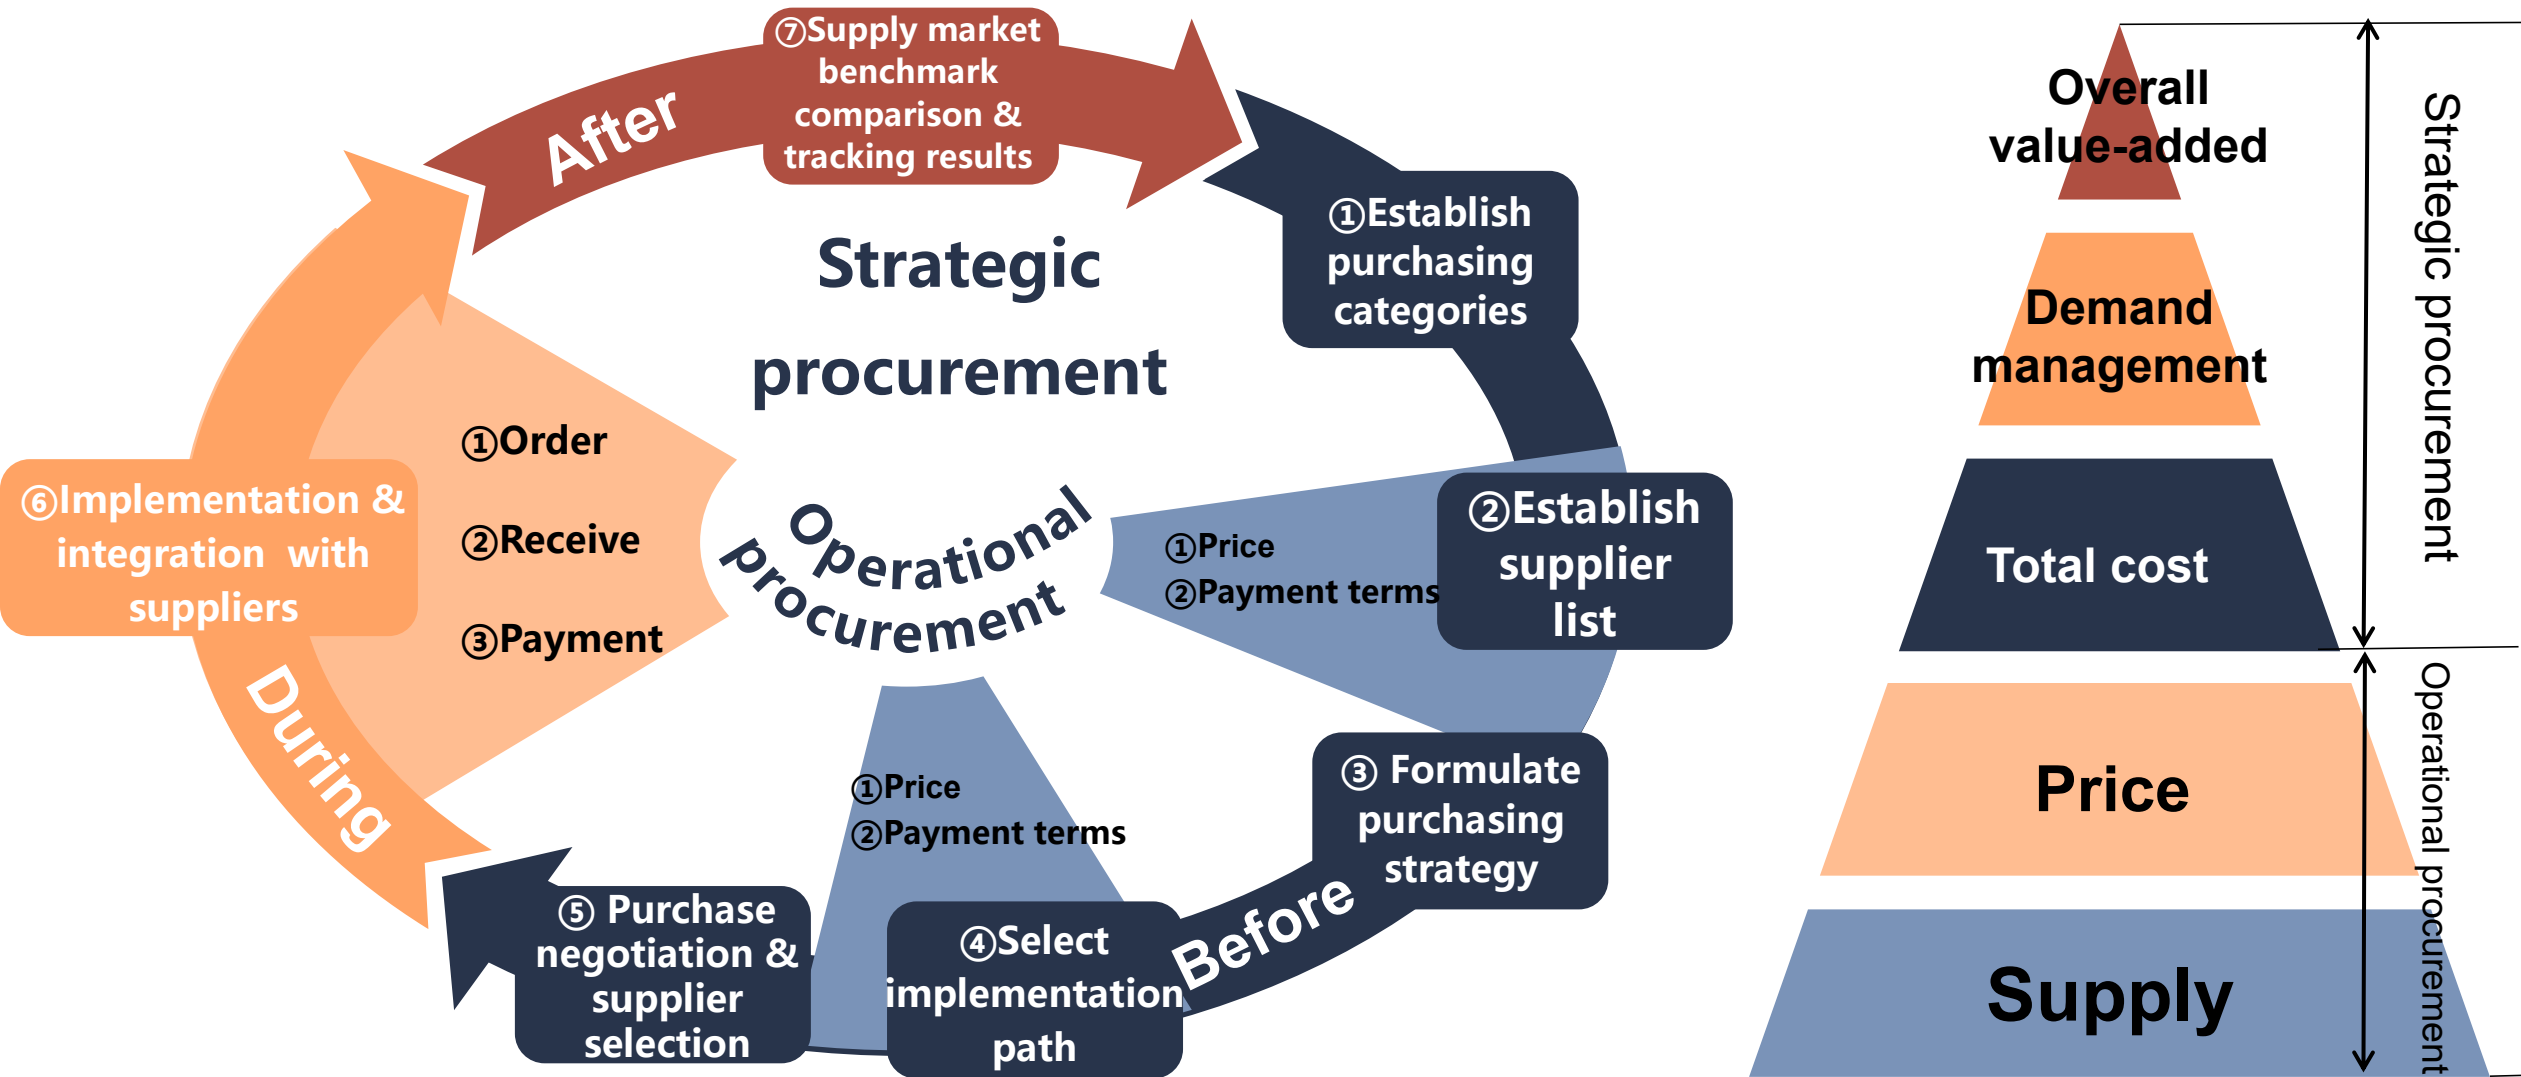 ⑦Supply market
benchmark
comparison &
tracking results
After
Strategic
procurement
①Establish
purchasing
categories
①Order
②Receive
③Payment
⑥Implementation &
integration with
suppliers
Operational
procurement
①Price
②Payment terms
②Establish
supplier
list
During
①Price
②Payment terms
③ Formulate
purchasing
strategy
Before
⑤ Purchase
negotiation &
supplier
selection
④Select
implementation
path
Overall
value-added
Demand
management
Total cost
Price
Supply
Strategic procurement
Operational procurement